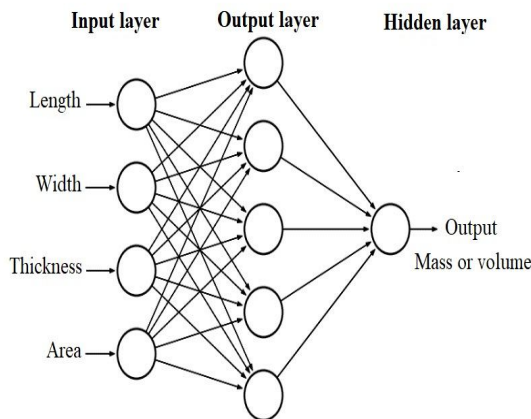 Input layer
Output layer
Hidden layer
Length
Width
Thickness
Area
Output
Mass or volume